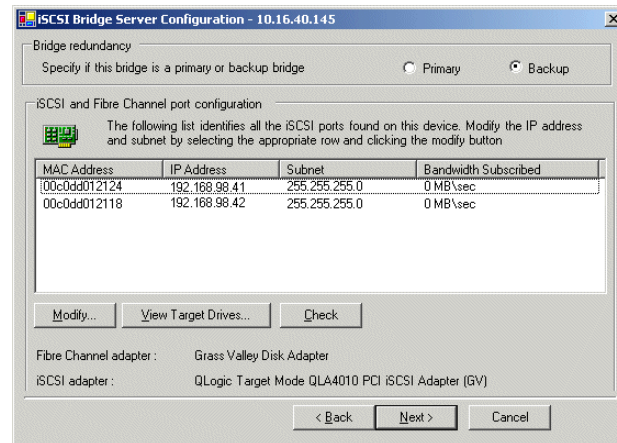 iSCSI Bridge Server Configuration - 10.16.40.145
Bridge redundancy
Specify if this bridge is a primary or backup bridge
Primary
Backup
iSCSI and Fibre Channel port configuration
The following list identifies all the iSCSI ports found on this device. Modify the IP address
and subnet by selecting the appropriate row and clicking the modify button
MAC Address IP Address Subnet Bandwidth Subscribed
00c0dd012124 192.168.98.41 255.255.255.0 0 MB\sec
00c0dd012118 192.168.98.42 255.255.255.0 0 MB\sec
Modify... View Target Drives... Check
Fibre Channel adapter : Grass Valley Disk Adapter
iSCSI adapter : QLogic Target Mode QLA4010 PCI iSCSI Adapter (GV)
< Back Next > Cancel